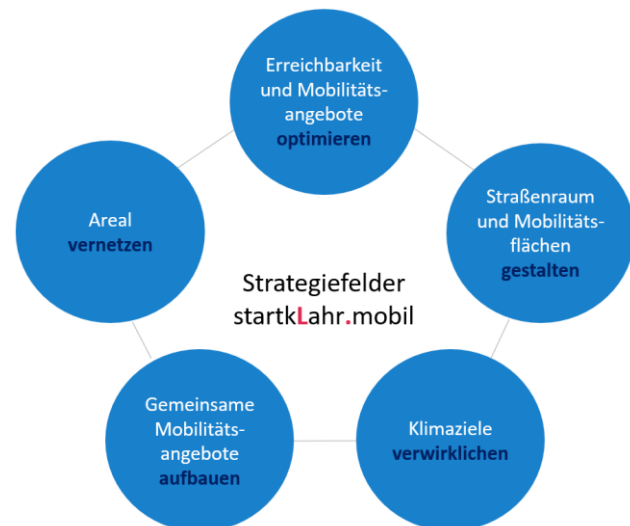 Erreichbarkeit
und Mobilitäts-
angebote
optimieren
Straßenraum
und Mobilitäts-
flächen
gestalten
Areal
vernetzen
Strategiefelder
startkLahr.mobil
Gemeinsame
Mobilitäts-
angebote
aufbauen
Klimaziele
verwirklichen